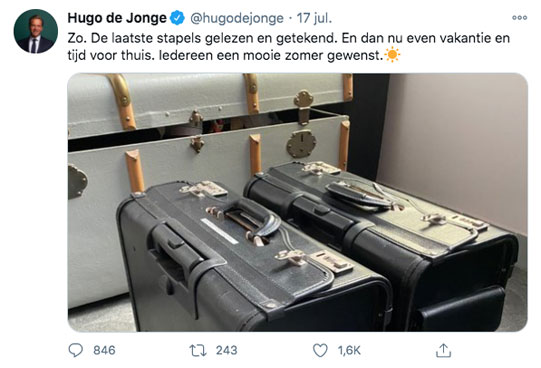 Hugo de Jonge @hugodejonge · 17 jul.
Zo. De laatste stapels gelezen en getekend. En dan nu even vakantie en
tijd voor thuis. Iedereen een mooie zomer gewenst.☀️
846 243 1,6K